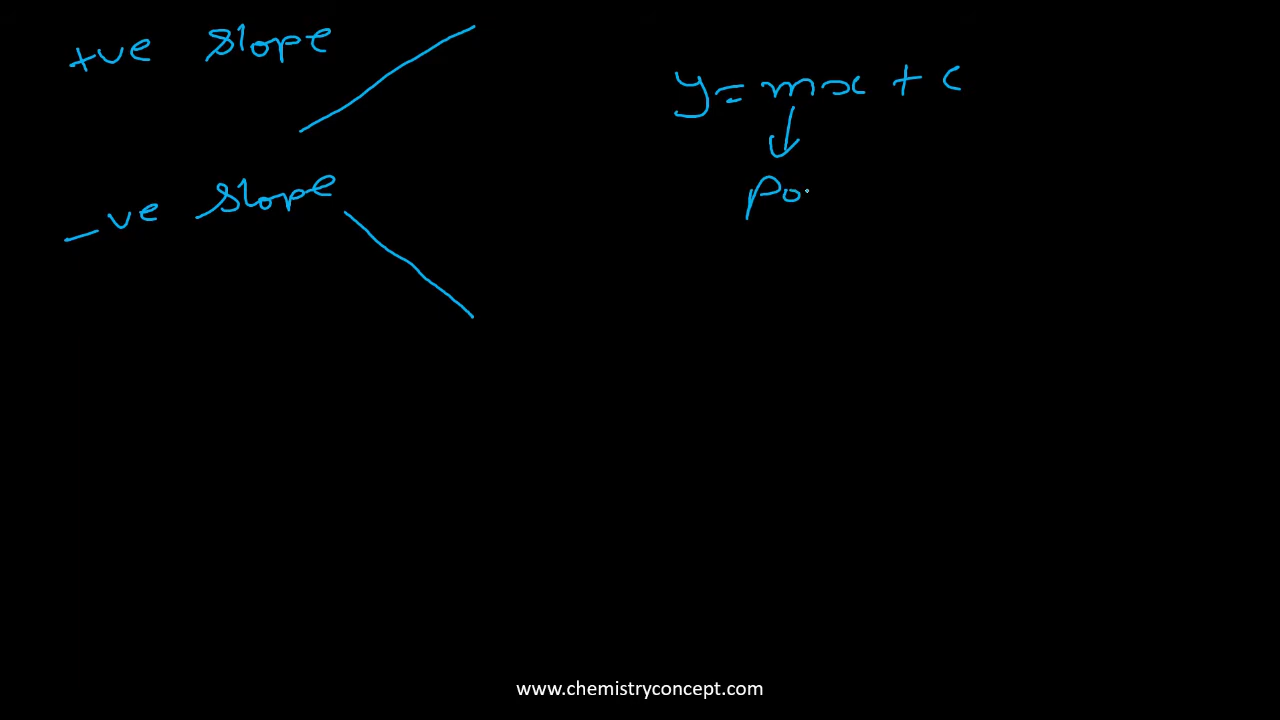 +ve slope
y = mx + c
-ve slope
Po
www.chemistryconcept.com